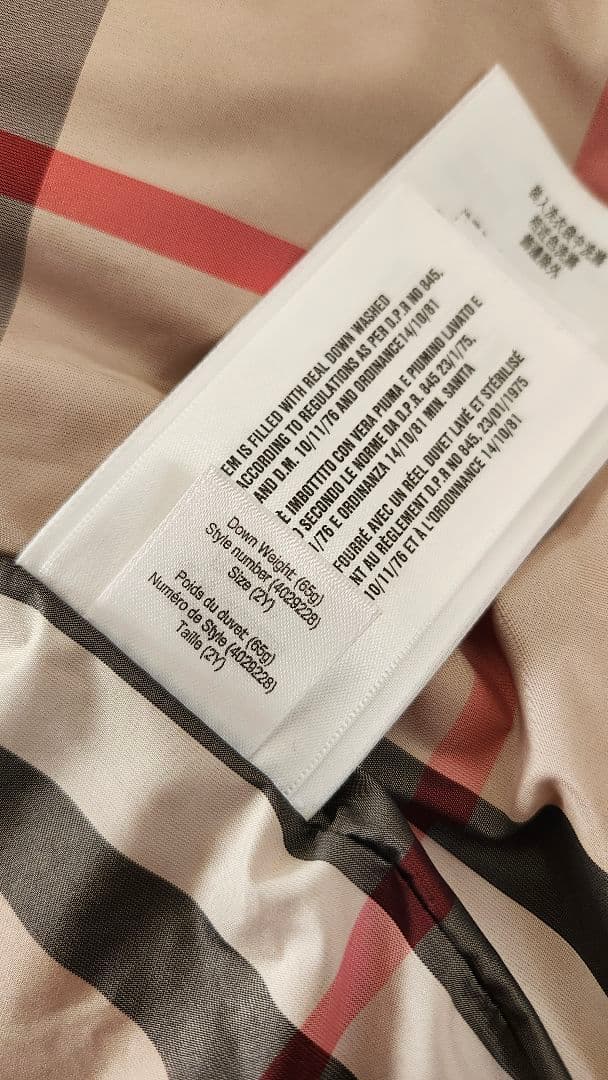 EM IS FILLED WITH REAL DOWN WASHED
ACCORDING TO REGULATIONS AS PER D.P.R NO 845.
AND D.M. 10/11/76 AND ORDINANCE14/10/81
È IMBOTTITO CON VERA PIUMA E PIUMINO LAVATO E
O SECONDO LE NORME DA D.P.R. 845 23/1/75.
1/76 E ORDINANZA 14/10/81 MIN. SANITA
FOURRÉ AVEC UN RÉEL DUVET LAVÉ ET STÉRILISÉ
NT AU RÈGLEMENT D.P.R NO 845. 23/01/1975
10/11/76 ET À L'ORDONNANCE 14/10/81
Down Weight (65g)
Style number (4029228)
Size (2Y)
Poids du duvet (65g)
Numéro de Style (4029228)
Taille (2Y)